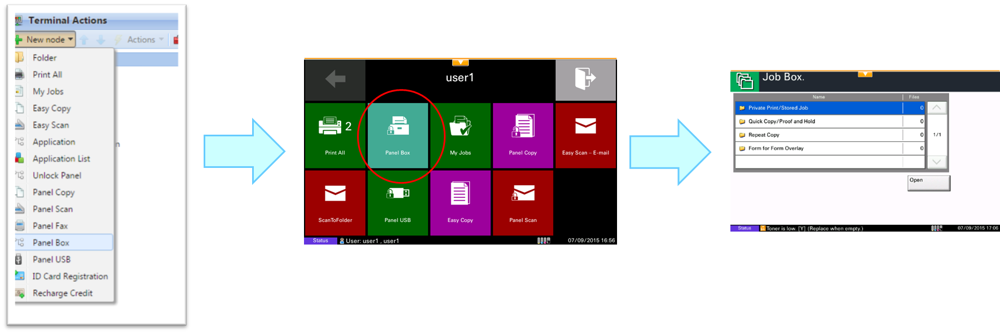 Terminal Actions
New node Actions
Folder
Print All
My Jobs
Easy Copy
Easy Scan
Application
n
Application List
Unlock Panel
Panel Copy
Panel Scan
Panel Fax
Panel Box
Panel USB
ID Card Registration
Recharge Credit
user1
2
Print All Panel Box My Jobs Panel Copy Easy Scan – E-mail
ScanToFolder Panel USB Easy Copy Panel Scan
Status User: user1 , user1 07/09/2015 16:56
Job Box.
Name Files
Private Print/Stored Job 0
Quick Copy/Proof and Hold 0
Repeat Copy 0 1/1
Form for Form Overlay 0
Open
Status Toner is low. [Y] (Replace when empty.) 07/09/2015 17:06